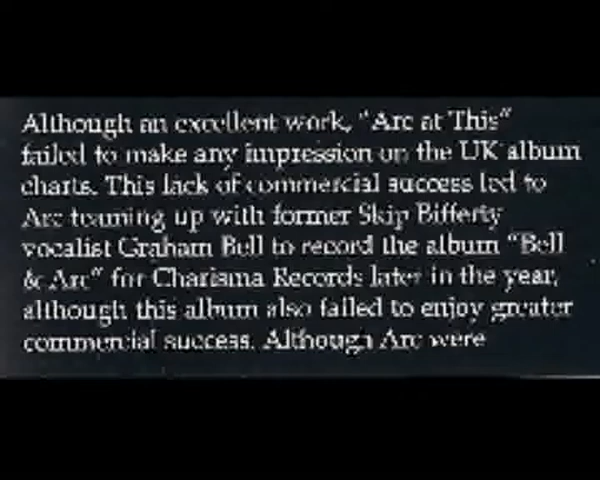 Although an excellent work, "Arc at This"
failed to make any impression on the UK album
charts. This lack of commercial success led to
Arc teaming up with former Skip Bifferty
vocalist Graham Bell to record the album "Bell
& Arc" for Charisma Records later in the year,
although this album also failed to enjoy greater
commercial success. Although Arc were